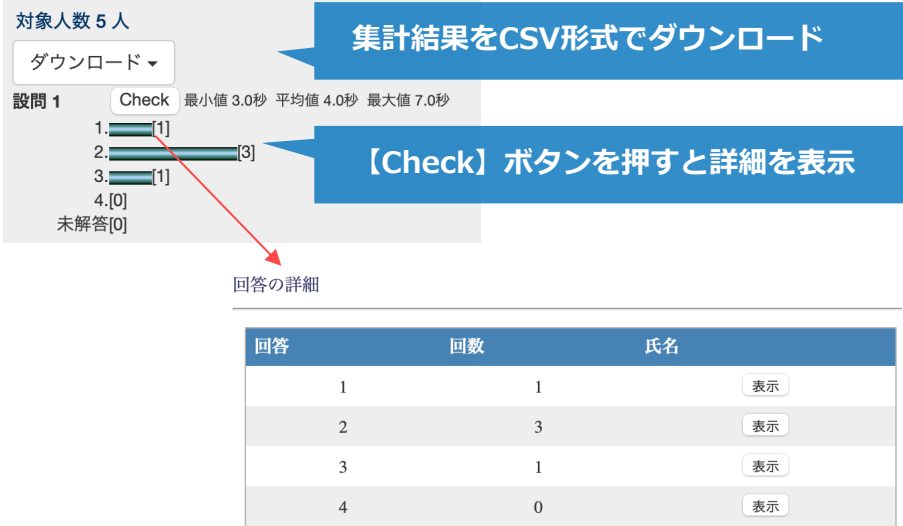 対象人数 5 人
集計結果をCSV形式でダウンロード
ダウンロード
設問 1 Check 最小値 3.0秒 平均値 4.0秒 最大値 7.0秒
1.[1]
2.[3]
3.[1]
4.[0]
未解答[0]
【Check】ボタンを押すと詳細を表示
回答の詳細
回答 回数 氏名
1 1 表示
2 3 表示
3 1 表示
4 0 表示